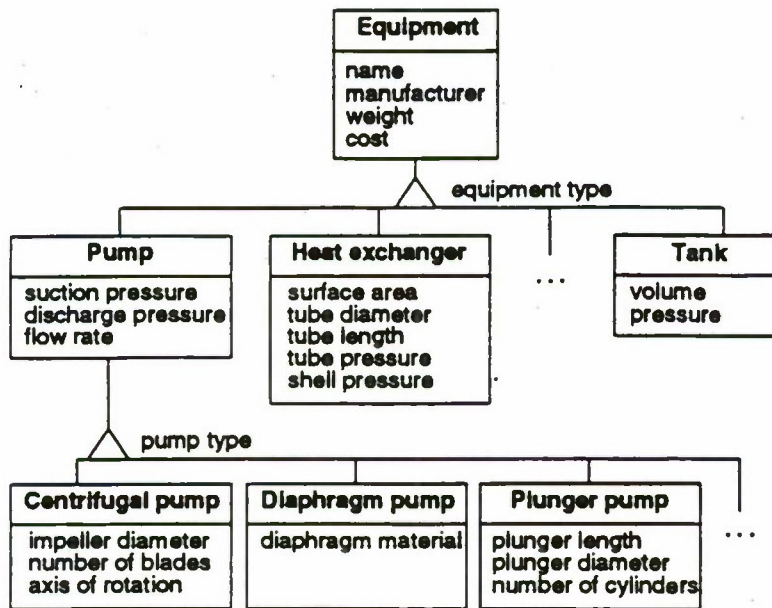 Equipment
name
manufacturer
weight
cost
equipment type
Pump
suction pressure
discharge pressure
flow rate
Heat exchanger
surface area
tube diameter
tube length
tube pressure
shell pressure
...
Tank
volume
pressure
pump type
Centrifugal pump
impeller diameter
number of blades
axis of rotation
Diaphragm pump
diaphragm material
Plunger pump
plunger length
plunger diameter
number of cylinders
...